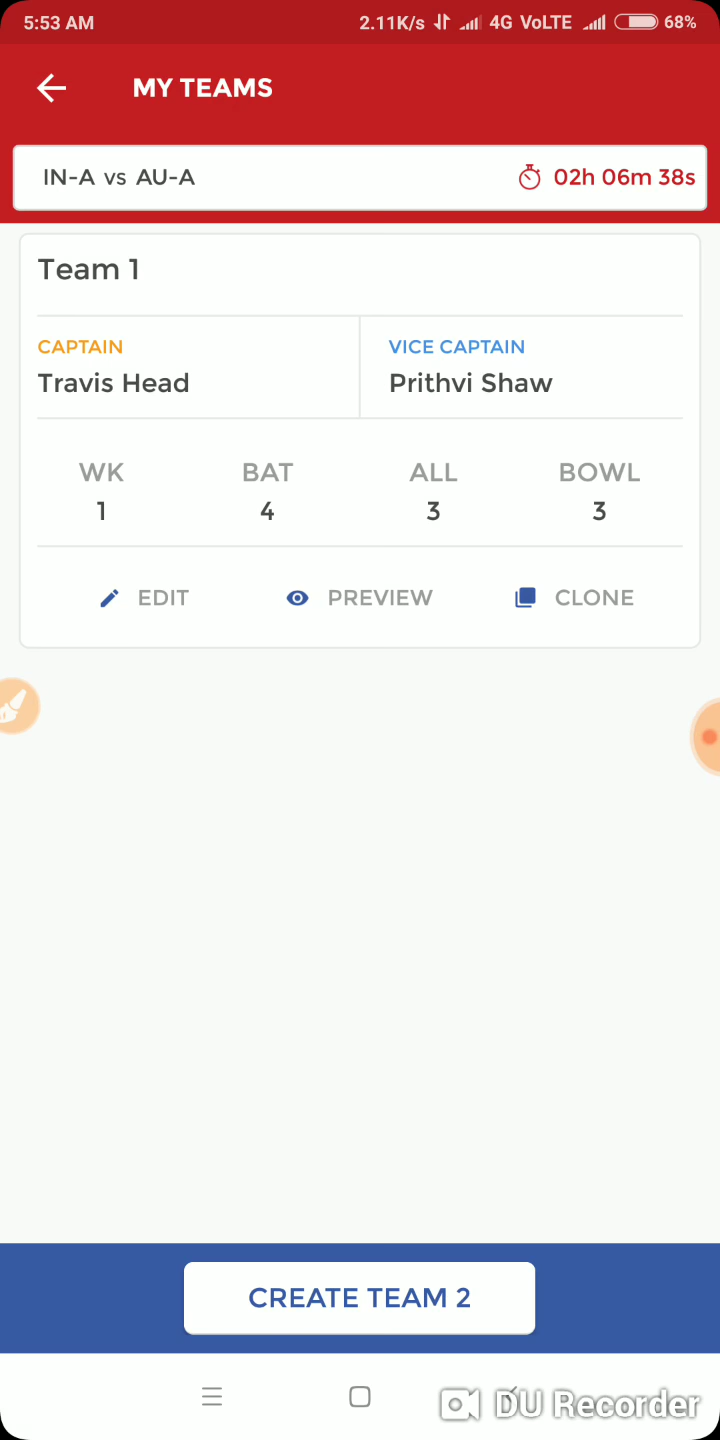 5:53 AM 2.11K/s 4G VoLTE 68%
MY TEAMS
IN-A vs AU-A 02h 06m 38s
Team 1
CAPTAIN VICE CAPTAIN
Travis Head Prithvi Shaw
WK BAT ALL BOWL
1 4 3 3
EDIT PREVIEW CLONE
CREATE TEAM 2
DU Recorder